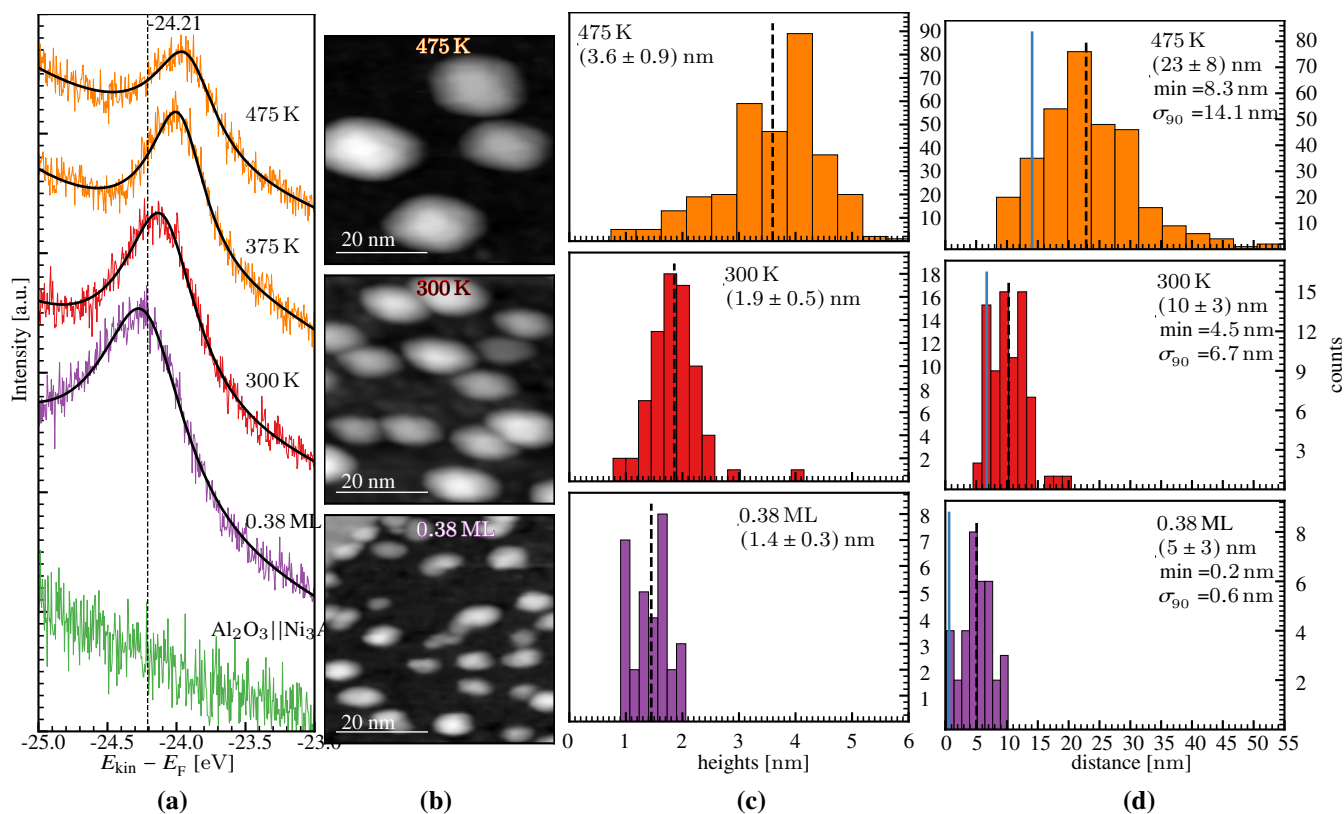 -24.21
475 K
375 K
300 K
0.38 ML
Al₂O₃||Ni₃A
Intensity [a.u.]
-25.0 -24.5 -24.0 -23.0
E_kin − E_F [eV]
(a)
475 K
20 nm
300 K
20 nm
0.38 ML
20 nm
(b)
475 K
(3.6 ± 0.9) nm
90
80
70
60
50
40
30
20
10
300 K
(1.9 ± 0.5) nm
18
16
14
12
10
8
6
4
2
0.38 ML
(1.4 ± 0.3) nm
8
7
6
5
4
3
2
1
0 1 2 3 4 5 6
heights [nm]
(c)
475 K
(23 ± 8) nm
min =8.3 nm
σ₉₀ =14.1 nm
80
70
60
50
40
30
20
10
300 K
(10 ± 3) nm
min =4.5 nm
σ₉₀ =6.7 nm
15
12
9
6
3
counts
0.38 ML
(5 ± 3) nm
min =0.2 nm
σ₉₀ =0.6 nm
8
6
4
2
0 5 10 15 20 25 30 35 40 45 50 55
distance [nm]
(d)